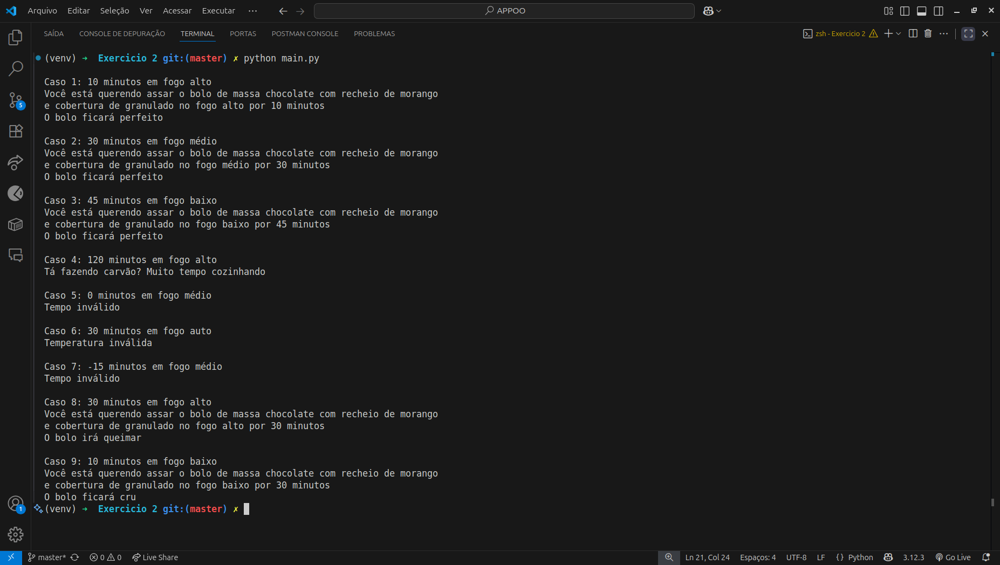 Arquivo Editar Seleção Ver Acessar Executar ··· APPOO
SAÍDA CONSOLE DE DEPURAÇÃO TERMINAL PORTAS POSTMAN CONSOLE PROBLEMAS zsh - Exercicio 2
(venv) ➜ Exercicio 2 git:(master) ✗ python main.py
Caso 1: 10 minutos em fogo alto
Você está querendo assar o bolo de massa chocolate com recheio de morango
e cobertura de granulado no fogo alto por 10 minutos
O bolo ficará perfeito
Caso 2: 30 minutos em fogo médio
Você está querendo assar o bolo de massa chocolate com recheio de morango
e cobertura de granulado no fogo médio por 30 minutos
O bolo ficará perfeito
Caso 3: 45 minutos em fogo baixo
Você está querendo assar o bolo de massa chocolate com recheio de morango
e cobertura de granulado no fogo baixo por 45 minutos
O bolo ficará perfeito
Caso 4: 120 minutos em fogo alto
Tá fazendo carvão? Muito tempo cozinhando
Caso 5: 0 minutos em fogo médio
Tempo inválido
Caso 6: 30 minutos em fogo auto
Temperatura inválida
Caso 7: -15 minutos em fogo médio
Tempo inválido
Caso 8: 30 minutos em fogo alto
Você está querendo assar o bolo de massa chocolate com recheio de morango
e cobertura de granulado no fogo alto por 30 minutos
O bolo irá queimar
Caso 9: 10 minutos em fogo baixo
Você está querendo assar o bolo de massa chocolate com recheio de morango
e cobertura de granulado no fogo baixo por 30 minutos
O bolo ficará cru
(venv) ➜ Exercicio 2 git:(master) ✗
5
1
master* 0 0 Live Share Ln 21, Col 24 Espaços: 4 UTF-8 LF {} Python 3.12.3 Go Live